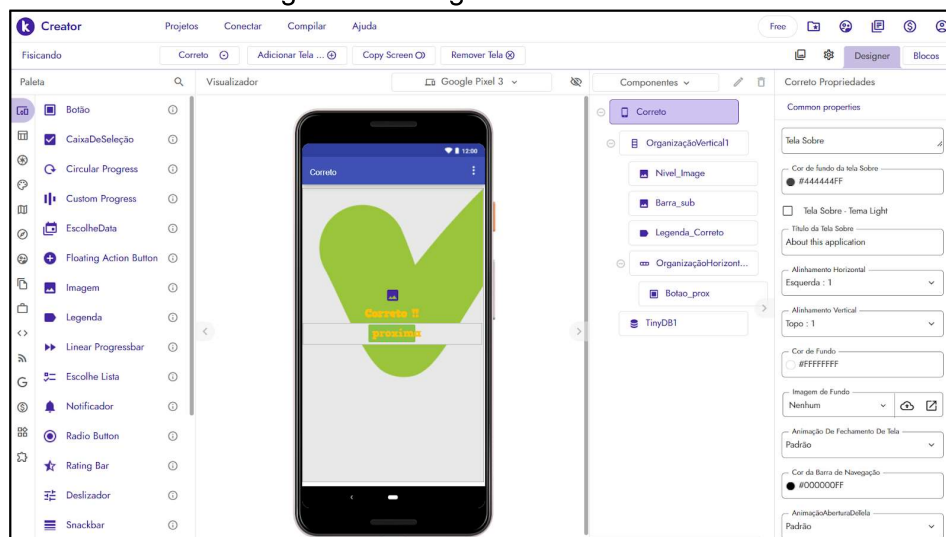 Creator Projetos Conectar Compilar Ajuda Free
Fisicando Correto Adicionar Tela ... Copy Screen Remover Tela Designer Blocos
Paleta
Botão
CaixaDeSeleção
Circular Progress
Custom Progress
EscolheData
Floating Action Button
Imagem
Legenda
Linear Progressbar
Escolhe Lista
Notificador
Radio Button
Rating Bar
Deslizador
Snackbar
Visualizador Google Pixel 3
12:00
Correto
Correto !!
proxima
Componentes
Correto
OrganizaçãoVertical1
Nivel_Image
Barra_sub
Legenda_Correto
OrganizaçãoHorizont...
Botao_prox
TinyDB1
Correto Propriedades
Common properties
Tela Sobre
Cor de fundo da tela Sobre
#444444FF
Tela Sobre - Tema Light
Título da Tela Sobre
About this application
Alinhamento Horizontal
Esquerda : 1
Alinhamento Vertical
Topo : 1
Cor de Fundo
#FFFFFFFF
Imagem de Fundo
Nenhum
Animação De Fechamento De Tela
Padrão
Cor da Barra de Navegação
#000000FF
AnimaçãoAberturaDeTela
Padrão